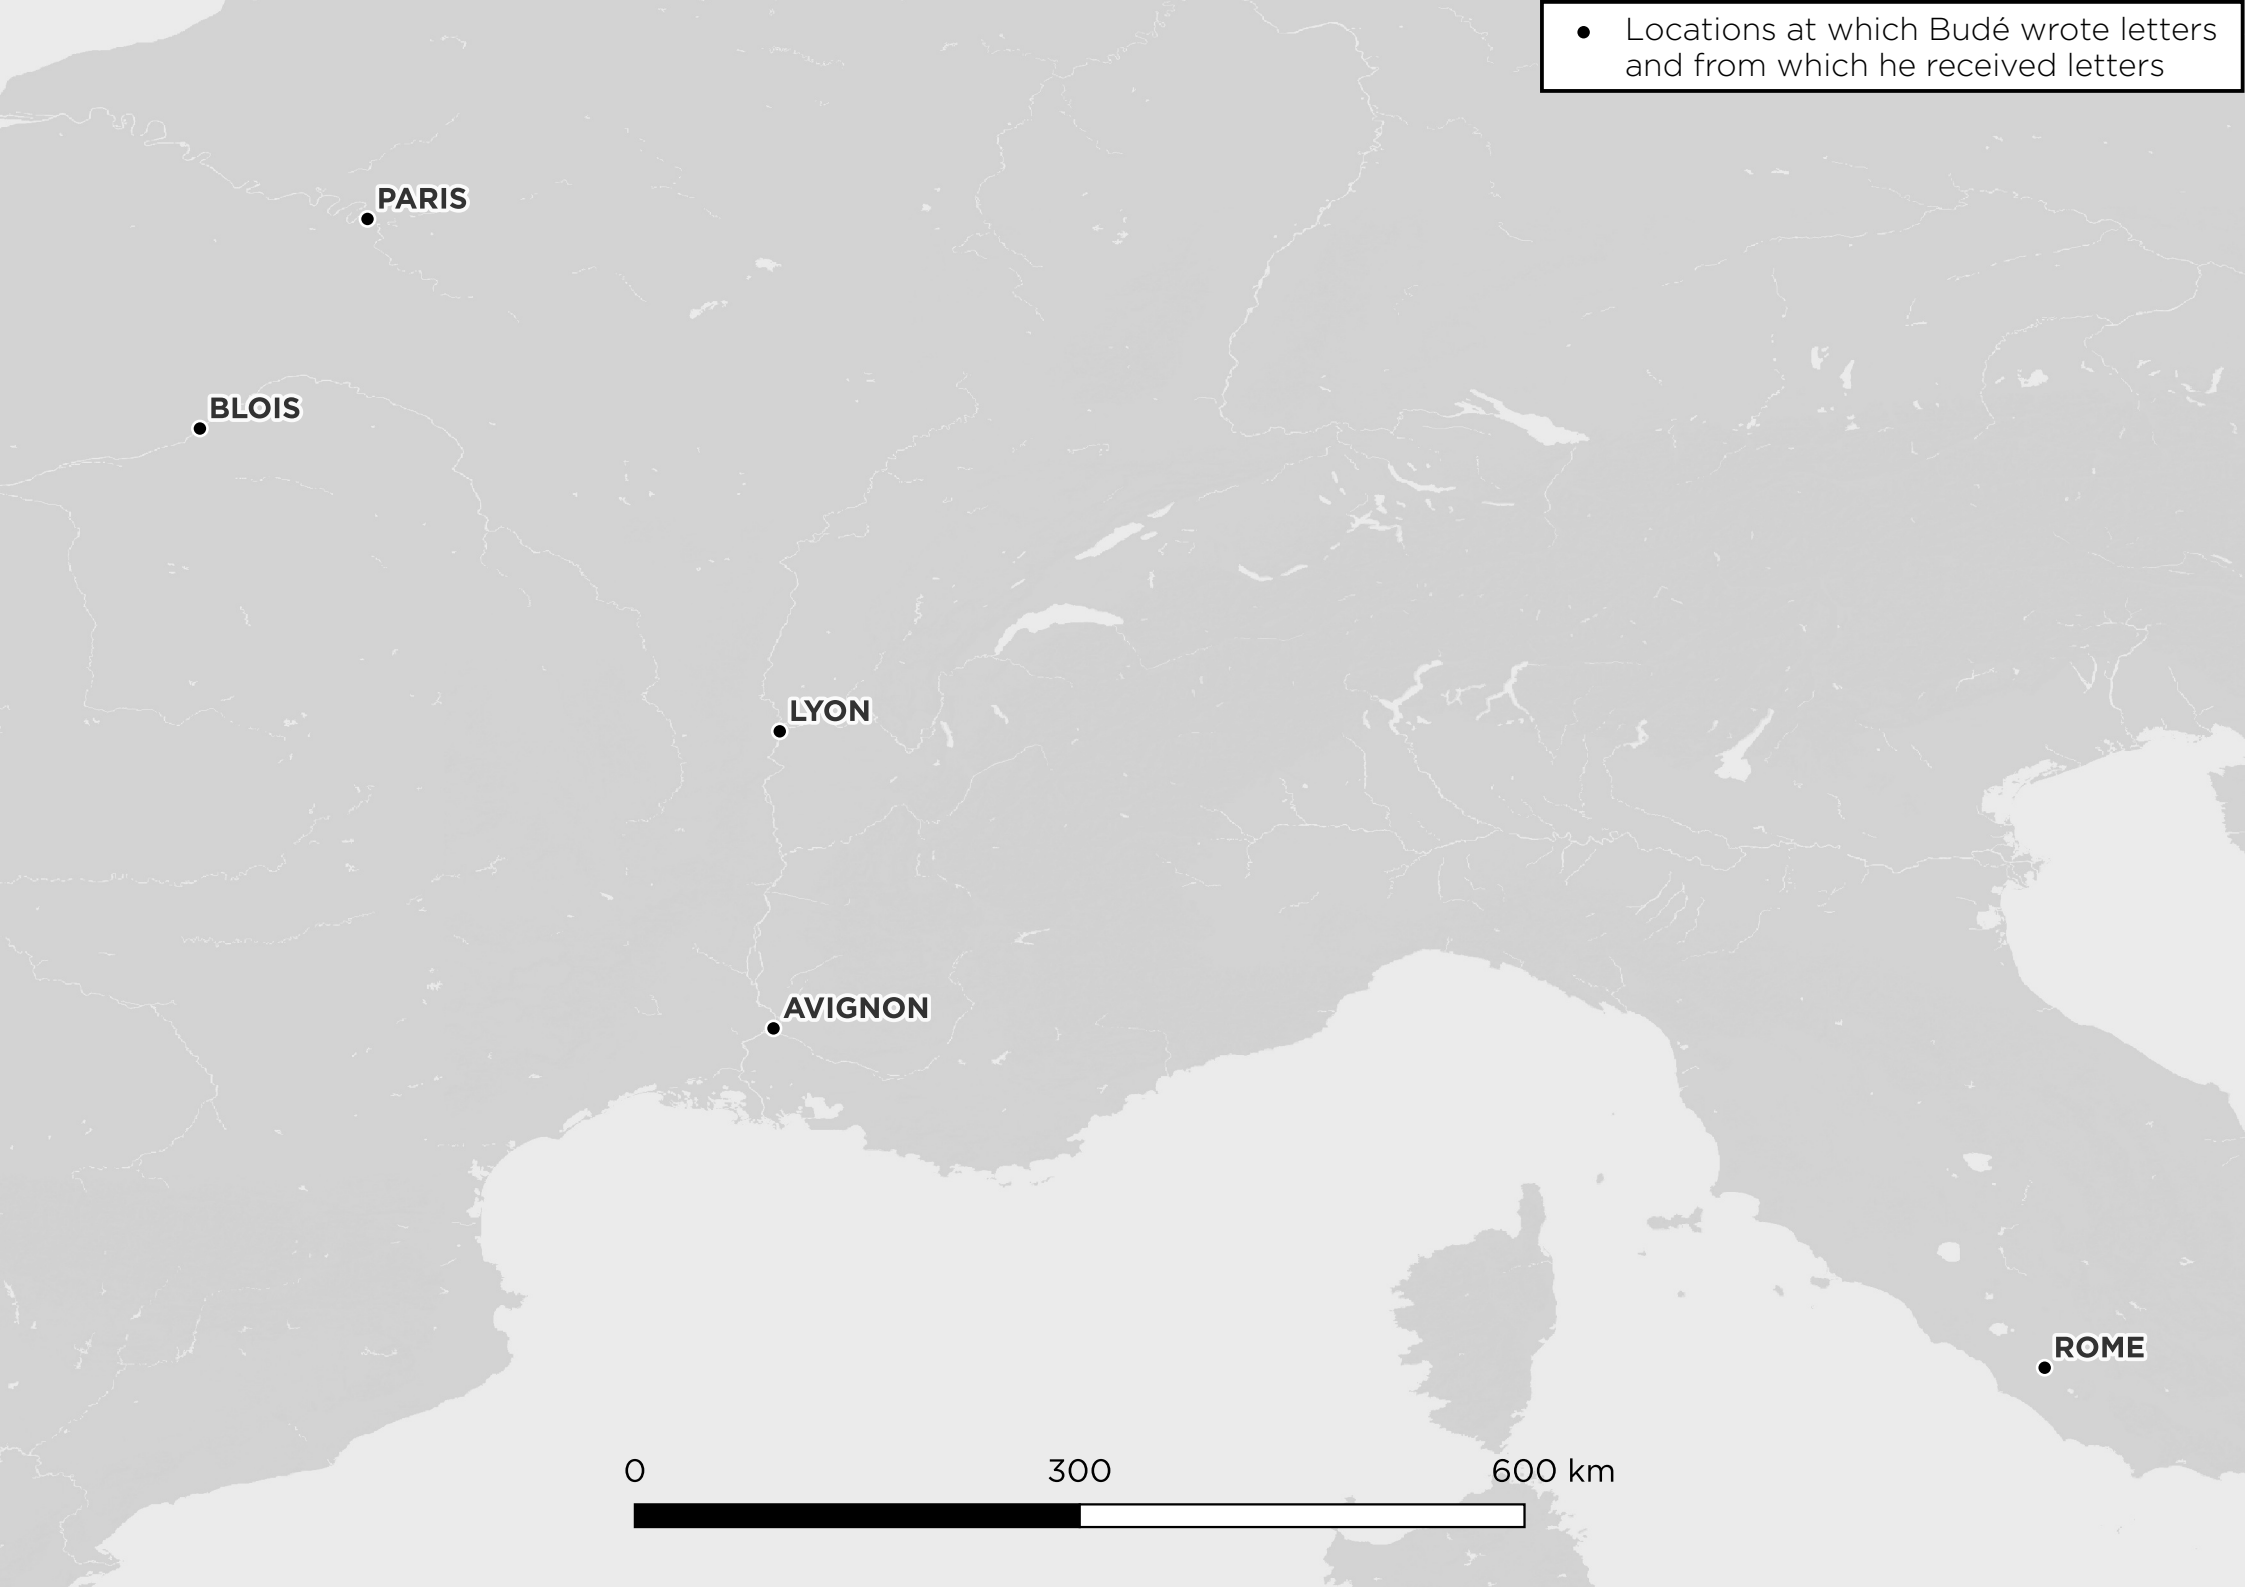 Locations at which Budé wrote letters
and from which he received letters
PARIS
BLOIS
LYON
AVIGNON
ROME
0 300 600 km